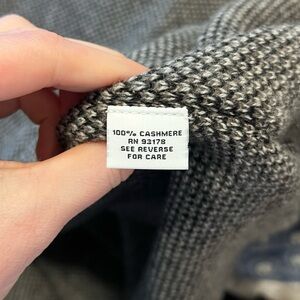 100% CASHMERE
RN 93178
SEE REVERSE
FOR CARE